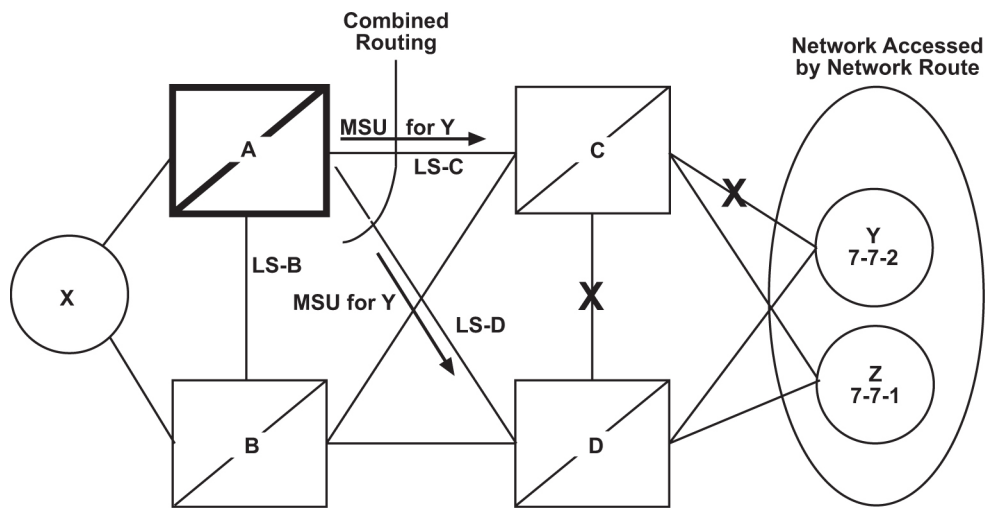 Combined
Routing
Network Accessed
by Network Route
A
MSU for Y
LS-C
C
X
Y
7-7-2
LS-B
X
MSU for Y
X
LS-D
Z
7-7-1
B
D